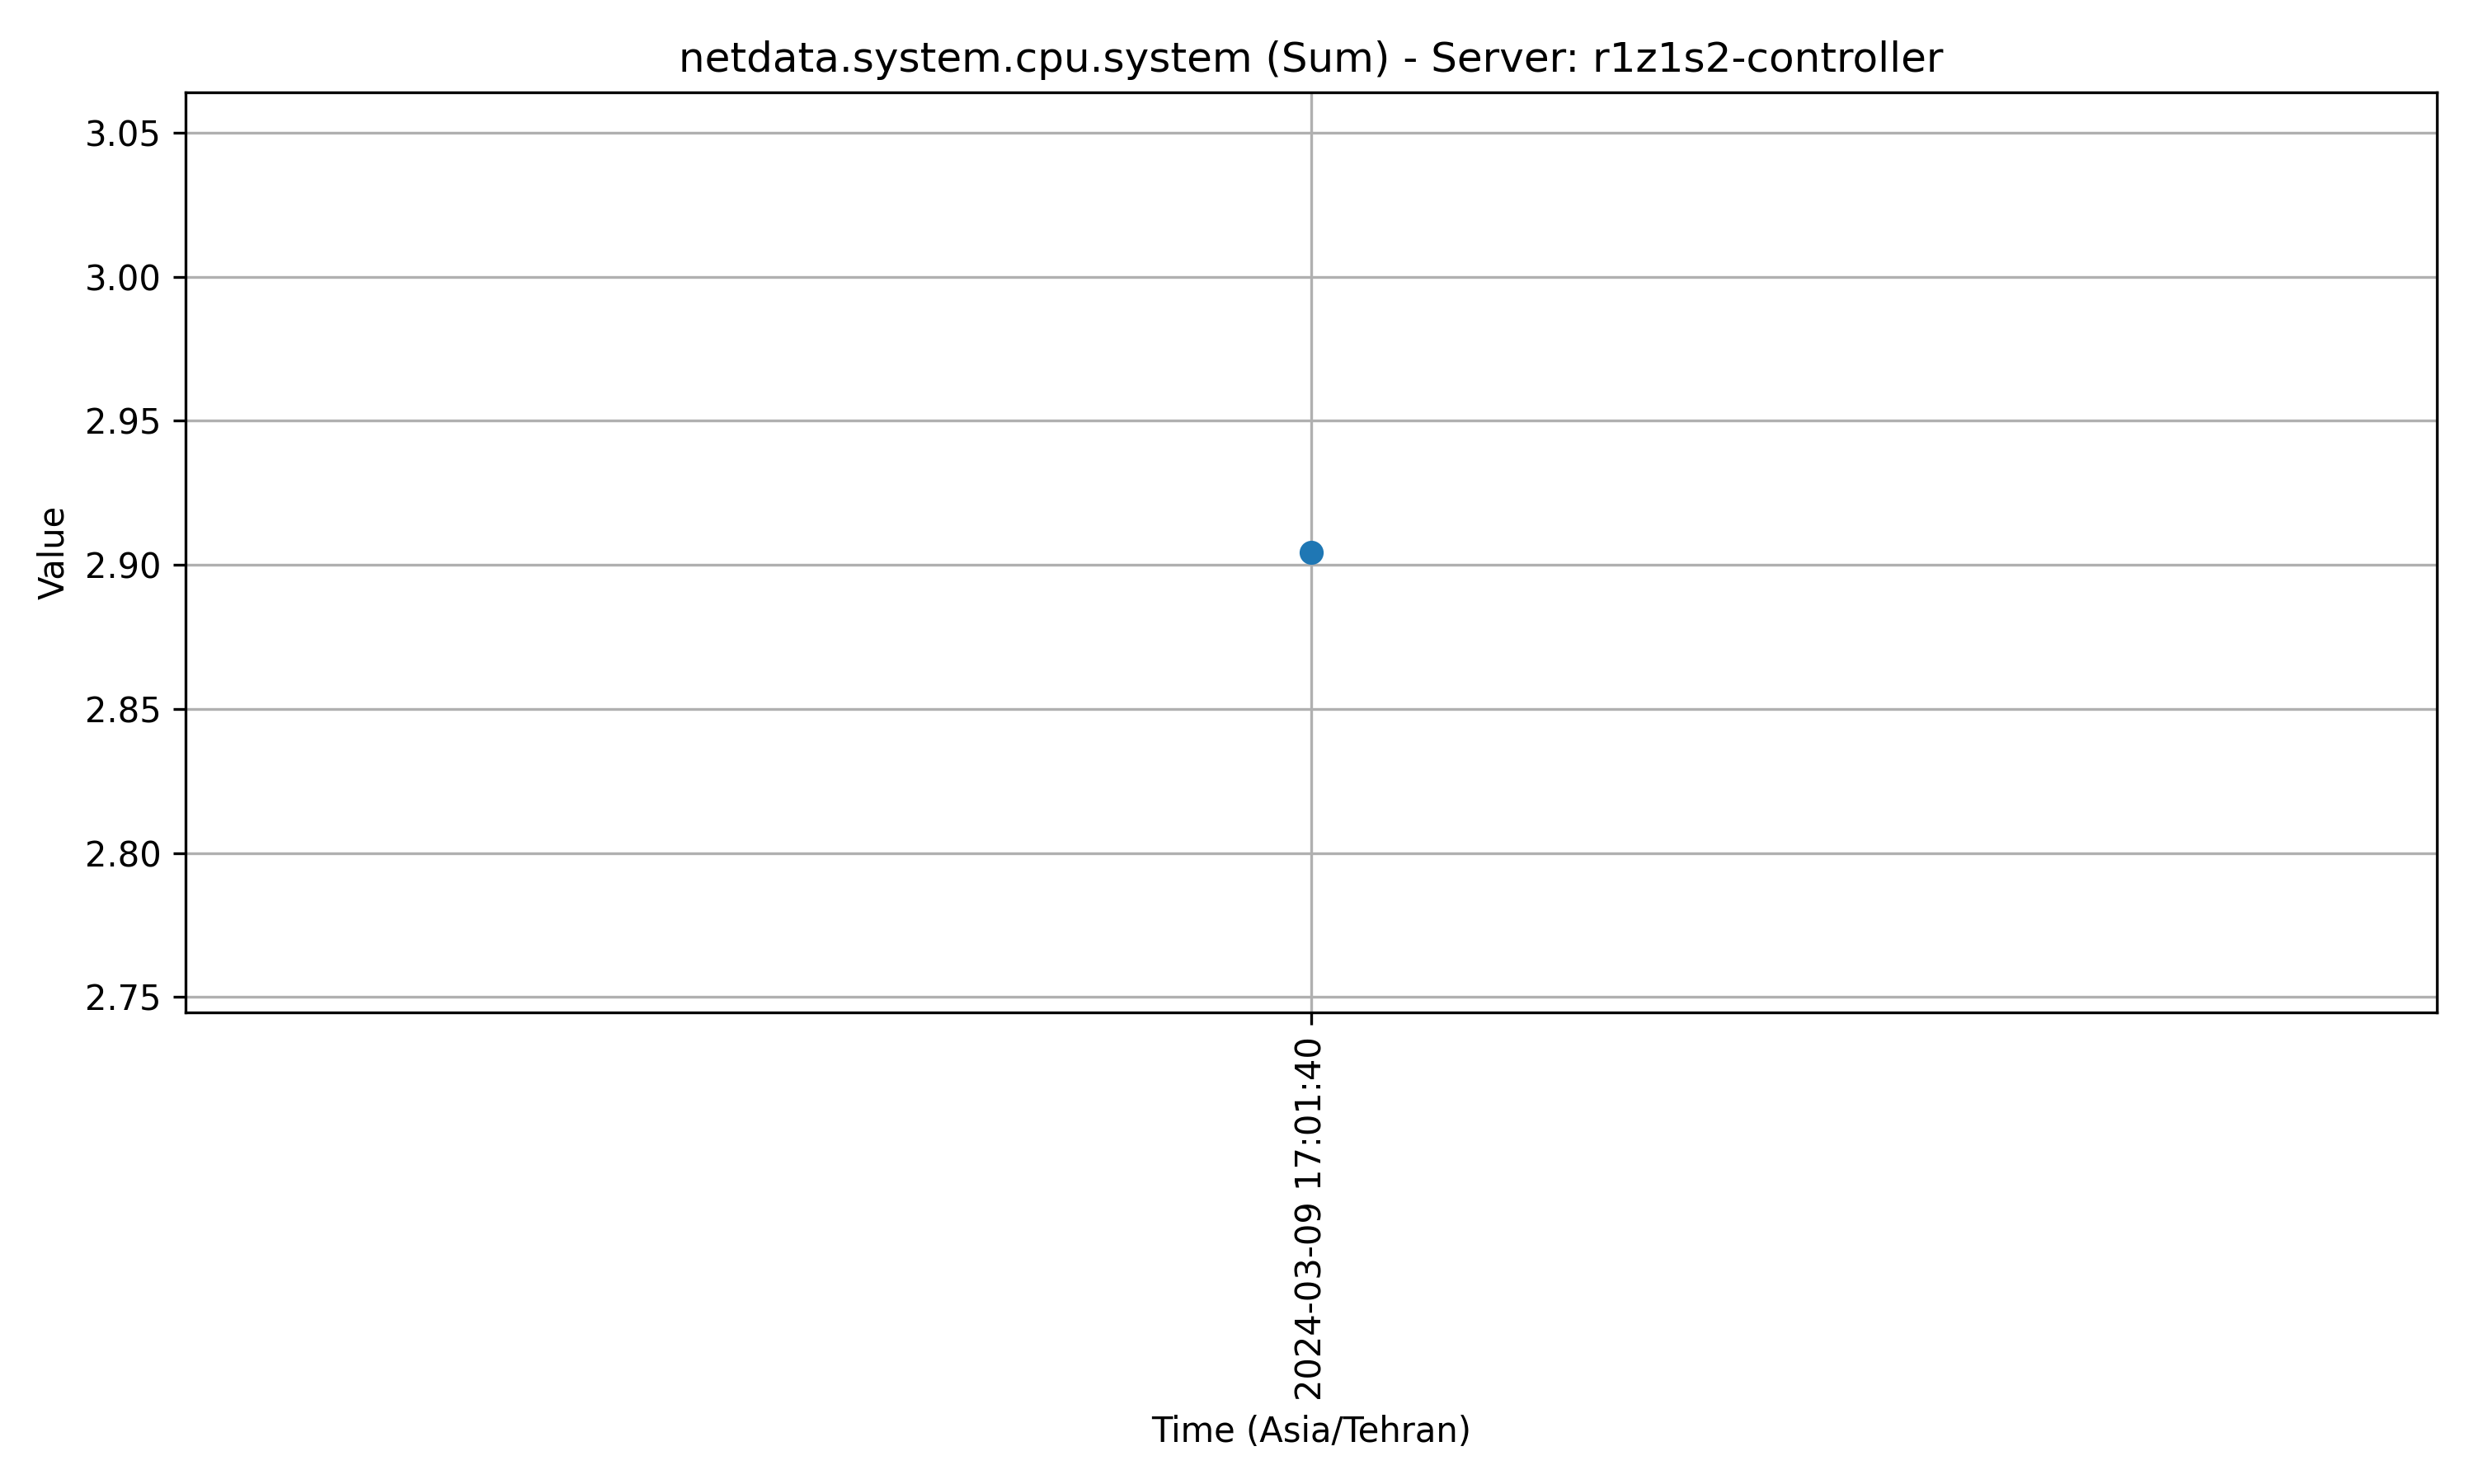 netdata.system.cpu.system (Sum) - Server: r1z1s2-controller
3.05
3.00
2.95
2.90
2.85
2.80
2.75
Value
2024-03-09 17:01:40
Time (Asia/Tehran)